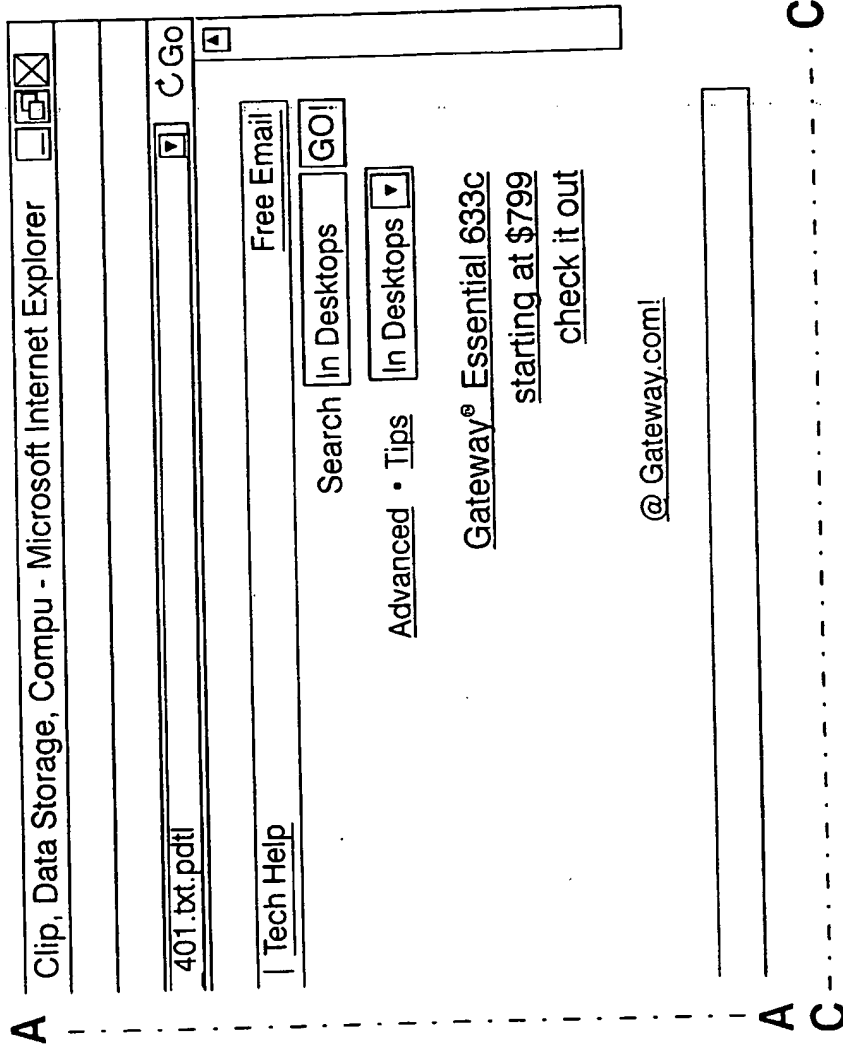 A
Clip, Data Storage, Compu - Microsoft Internet Explorer
401.txt.pdtl
Go
| Tech Help
Free Email
Search In Desktops GO!
Advanced • Tips In Desktops
Gateway® Essential 633c
starting at $799
check it out
@ Gateway.com!
A
C
C